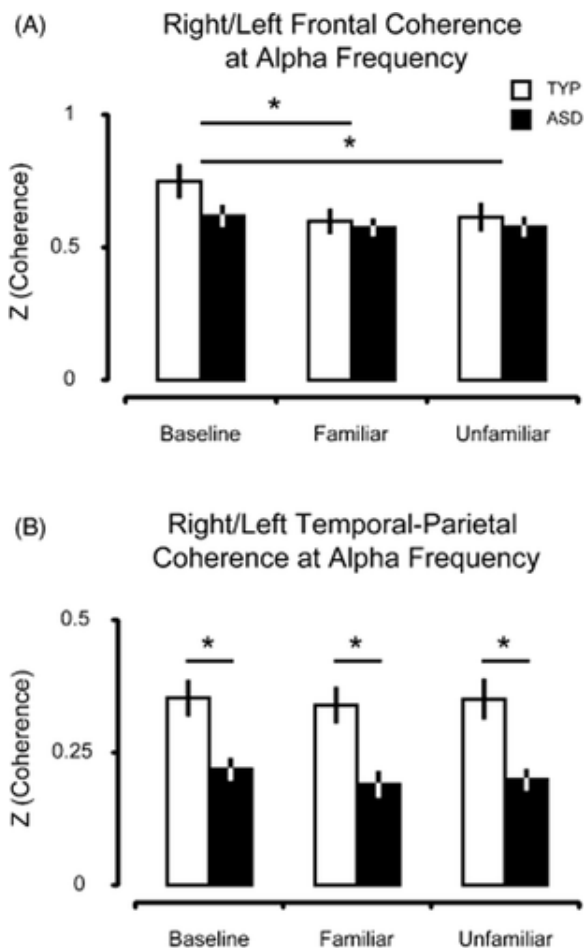 (A)
Right/Left Frontal Coherence
at Alpha Frequency
TYP
ASD
*
*
1
0.5
0
Z (Coherence)
Baseline Familiar Unfamiliar
(B)
Right/Left Temporal-Parietal
Coherence at Alpha Frequency
0.5
* * *
0.25
0
Z (Coherence)
Baseline Familiar Unfamiliar